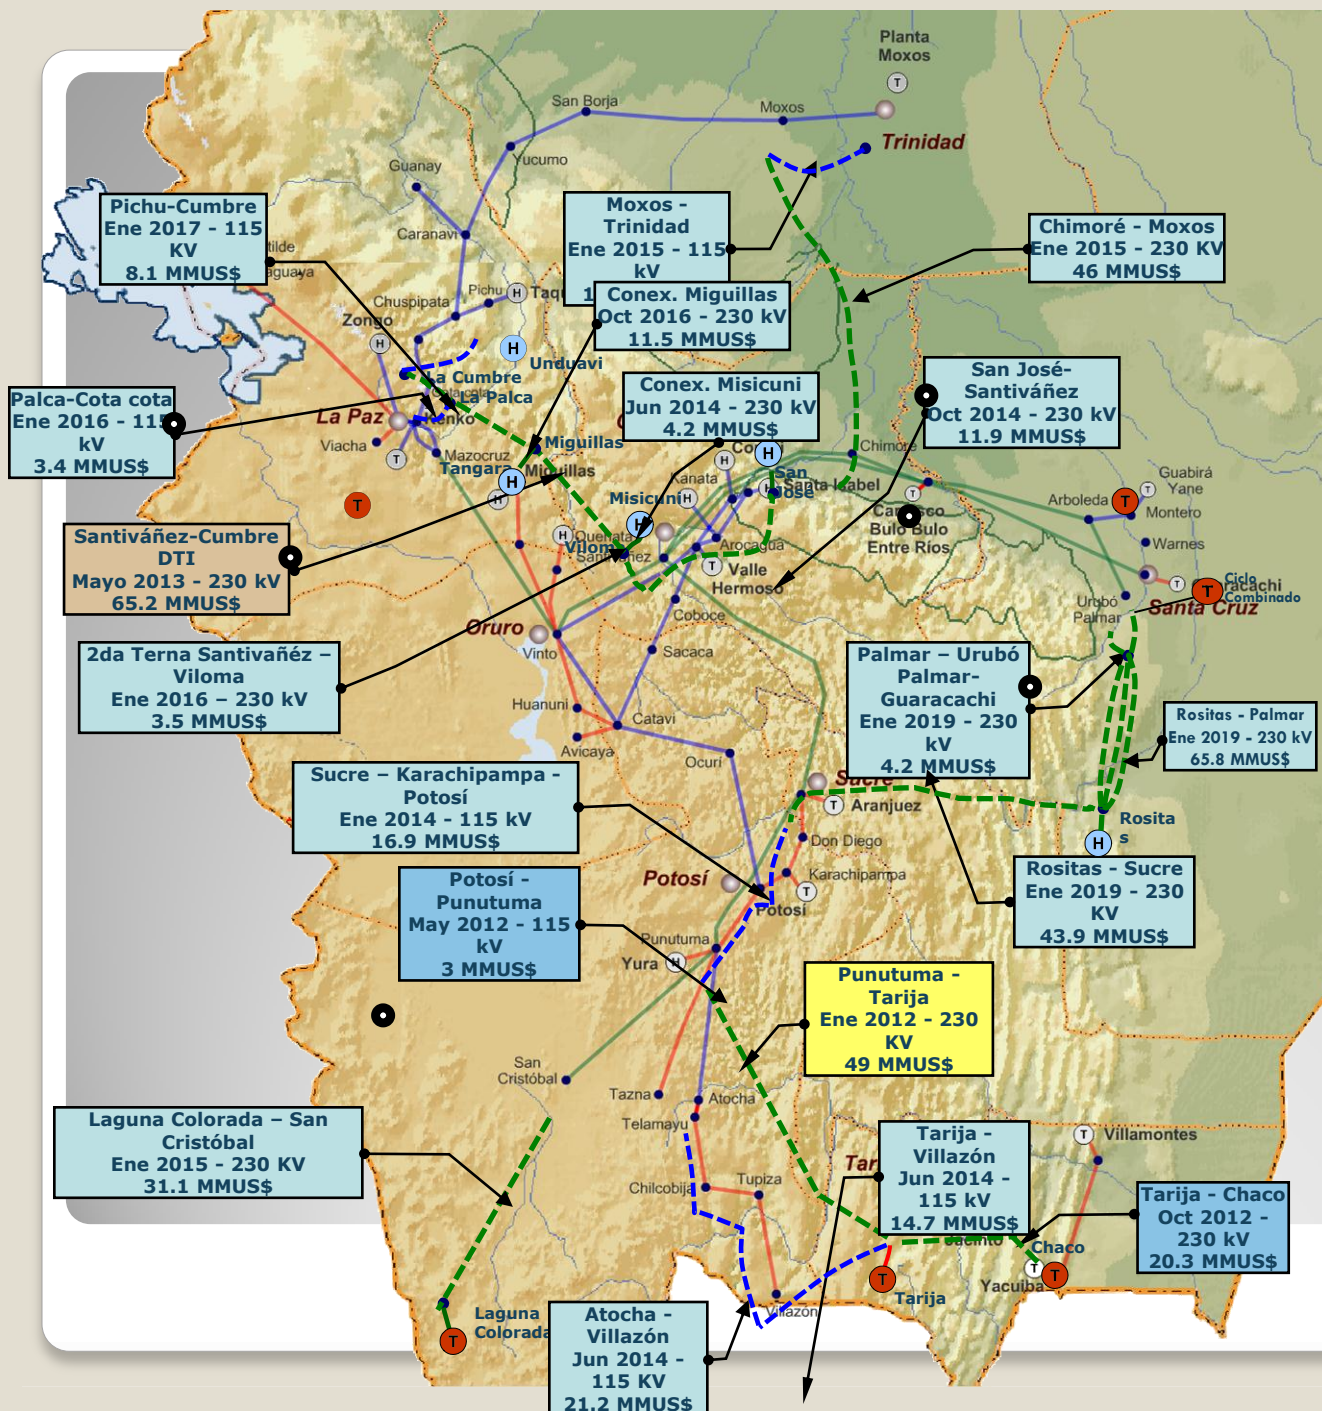 Planta
Moxos
T
San Borja
Moxos
Trinidad
Yucumo
Guanay
Pichu-Cumbre
Ene 2017 - 115
KV
8.1 MMUS$
Moxos -
Trinidad
Ene 2015 - 115
kV
Chimoré - Moxos
Ene 2015 - 230 KV
46 MMUS$
Caranavi
Chuspipata
Pichu
H
Conex. Miguillas
Oct 2016 - 230 kV
11.5 MMUS$
Zongo
H
H
Unduavi
San José-
Santiváñez
Oct 2014 - 230 kV
11.9 MMUS$
Conex. Misicuni
Jun 2014 - 230 kV
4.2 MMUS$
Palca-Cota cota
Ene 2016 - 115
kV
3.4 MMUS$
La Cumbre
La Palca
La Paz
Kenko
Viacha
T
Mazocruz
Tangara
Miguillas
Miguillas
H
H
Chimoré
H
H
Kanata
H
San
José
H
Santa Isabel
Guabirá
Yane
T
Arboleda
T
Montero
Warnes
T
Carrasco
Bulo Bulo
Entre Ríos
T
Misicuni
H
H
Viloma
Arocagua
T
Valle
Hermoso
Santiváñez-Cumbre
DTI
Mayo 2013 - 230 kV
65.2 MMUS$
T
T
Ciclo
Combinado
Urubó
Palmar
Santa Cruz
Coboce
Oruro
Vinto
Sacaca
2da Terna Santivañéz –
Viloma
Ene 2016 – 230 kV
3.5 MMUS$
Palmar – Urubó
Palmar-
Guaracachi
Ene 2019 - 230
kV
4.2 MMUS$
Rositas - Palmar
Ene 2019 - 230 kV
65.8 MMUS$
Huanuni
Catavi
Avicaya
Ocurí
Sucre – Karachipampa -
Potosí
Ene 2014 - 115 kV
16.9 MMUS$
Sucre
T
Aranjuez
Rosita
s
H
Don Diego
Karachipampa
T
Potosí
Potosí
Potosí -
Punutuma
May 2012 - 115
kV
3 MMUS$
Rositas - Sucre
Ene 2019 - 230
KV
43.9 MMUS$
Punutuma
Yura
H
Punutuma -
Tarija
Ene 2012 - 230
KV
49 MMUS$
San
Cristóbal
Tazna
Atocha
Telamayu
Laguna Colorada – San
Cristóbal
Ene 2015 - 230 KV
31.1 MMUS$
Tarija -
Villazón
Jun 2014 -
115 kV
14.7 MMUS$
T
Villamontes
Chilcobija
Tupiza
Tarija - Chaco
Oct 2012 -
230 kV
20.3 MMUS$
Chaco
T
T
Yacuiba
T
Tarija
Villazón
Laguna
Colorada
T
Atocha -
Villazón
Jun 2014 -
115 KV
21.2 MMUS$